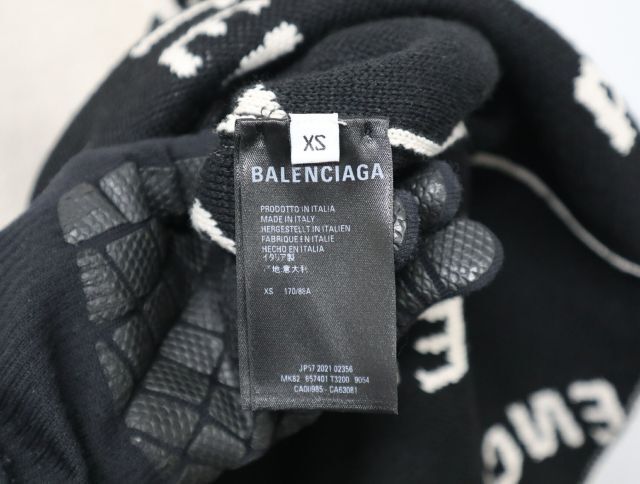 XS
BALENCIAGA
PRODOTTO IN ITALIA
MADE IN ITALY
HERGESTELLT IN ITALIEN
FABRIQUE EN ITALIE
HECHO EN ITALIA
イタリア製
产地:意大利
XS 170/88A
JP57 2021 02356
MK82 657401 T3200 9064
CA00985 - CA63081
ENC